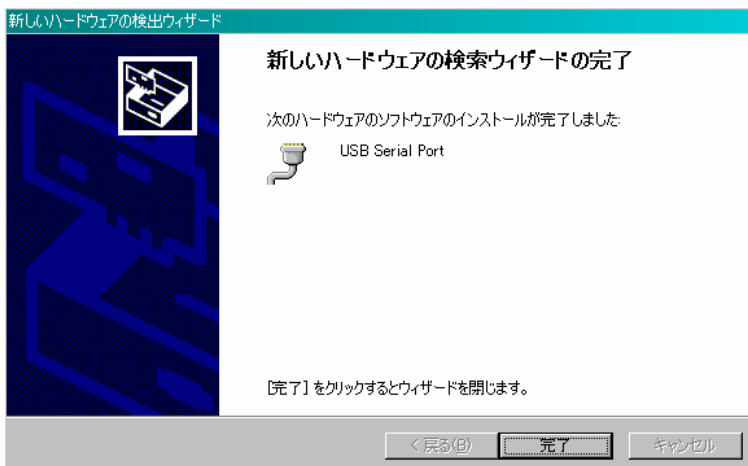 新しいハードウェアの検出ウィザード
新しいハードウェアの検索ウィザードの完了
次のハードウェアのソフトウェアのインストールが完了しました:
USB Serial Port
[完了] をクリックするとウィザードを閉じます。
< 戻る(B)
完了
キャンセル